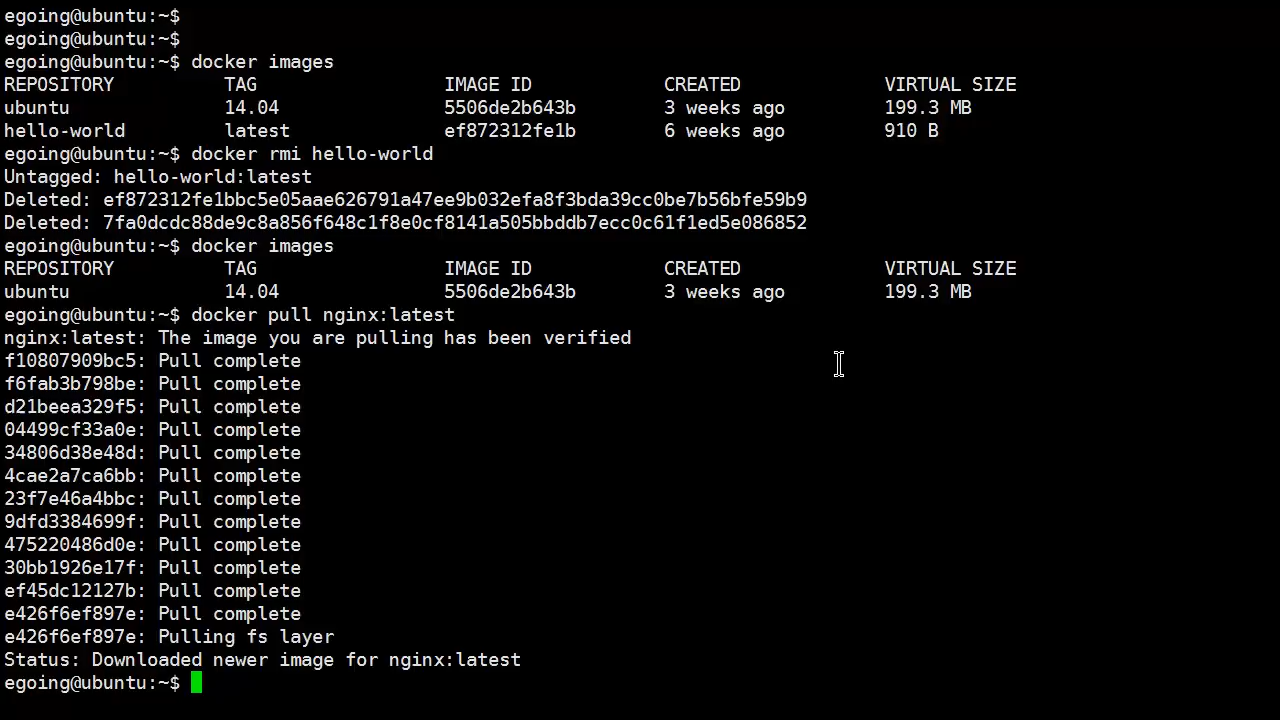 egoing@ubuntu:~$
egoing@ubuntu:~$
egoing@ubuntu:~$ docker images
REPOSITORY          TAG                 IMAGE ID            CREATED             VIRTUAL SIZE
ubuntu              14.04               5506de2b643b        3 weeks ago         199.3 MB
hello-world         latest              ef872312fe1b        6 weeks ago         910 B
egoing@ubuntu:~$ docker rmi hello-world
Untagged: hello-world:latest
Deleted: ef872312fe1bbc5e05aae626791a47ee9b032efa8f3bda39cc0be7b56bfe59b9
Deleted: 7fa0dcdc88de9c8a856f648c1f8e0cf8141a505bbddb7ecc0c61f1ed5e086852
egoing@ubuntu:~$ docker images
REPOSITORY          TAG                 IMAGE ID            CREATED             VIRTUAL SIZE
ubuntu              14.04               5506de2b643b        3 weeks ago         199.3 MB
egoing@ubuntu:~$ docker pull nginx:latest
nginx:latest: The image you are pulling has been verified
f10807909bc5: Pull complete
f6fab3b798be: Pull complete
d21beea329f5: Pull complete
04499cf33a0e: Pull complete
34806d38e48d: Pull complete
4cae2a7ca6bb: Pull complete
23f7e46a4bbc: Pull complete
9dfd3384699f: Pull complete
475220486d0e: Pull complete
30bb1926e17f: Pull complete
ef45dc12127b: Pull complete
e426f6ef897e: Pull complete
e426f6ef897e: Pulling fs layer
Status: Downloaded newer image for nginx:latest
egoing@ubuntu:~$